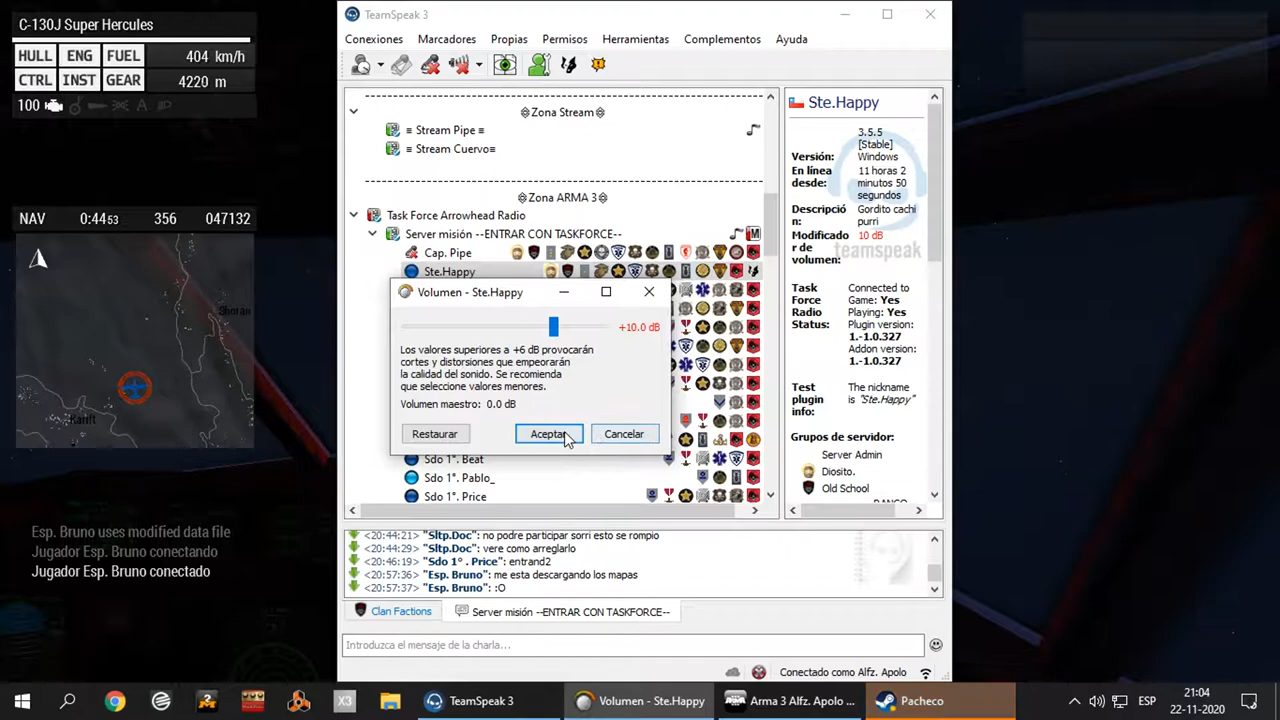 C-130J Super Hercules
HULL ENG FUEL 404 km/h
CTRL INST GEAR 4220 m
100 A
NAV 0:44 53 356 047132
Shoran
Karift
Esp. Bruno uses modified data file
Jugador Esp. Bruno conectando
Jugador Esp. Bruno conectado
TeamSpeak 3
Conexiones Marcadores Propias Permisos Herramientas Complementos Ayuda
Zona Stream
≡ Stream Pipe ≡
≡ Stream Cuervo≡
Zona ARMA 3
Task Force Arrowhead Radio
Server misión --ENTRAR CON TASKFORCE--
M
Cap. Pipe
Ste.Happy
Volumen - Ste.Happy
+10.0 dB
Los valores superiores a +6 dB provocarán
cortes y distorsiones que empeorarán
la calidad del sonido. Se recomienda
que seleccione valores menores.
Volumen maestro: 0.0 dB
Restaurar Aceptar Cancelar
Sdo 1°. Beat
Sdo 1°. Pablo_
Sdo 1°. Price
Ste.Happy
3.5.5
[Stable]
Versión: Windows
En línea desde: 11 horas 2 minutos 50 segundos
Descripción: Gordito cachi purri
Modificador de volumen: 10 dB
teamspeak
Task Force Radio Status: Connected to Game: Yes
Playing: Yes
Plugin version: 1.-1.0.327
Addon version: 1.-1.0.327
Test plugin info: The nickname is "Ste.Happy"
Grupos de servidor:
Server Admin
Diosito.
Old School
<20:44:21> "Sltp.Doc": no podre participar sorri esto se rompio
<20:44:29> "Sltp.Doc": vere como arreglarlo
<20:46:19> "Sdo 1° . Price": entrand2
<20:57:36> "Esp. Bruno": me esta descargando los mapas
<20:57:37> "Esp. Bruno": :O
Clan Factions Server misión --ENTRAR CON TASKFORCE--
Introduzca el mensaje de la charla...
Conectado como Alfz. Apolo
X3 TeamSpeak 3 Volumen - Ste.Happy Arma 3 Alfz. Apolo ... Pacheco ESP 21:04
22-11-2020